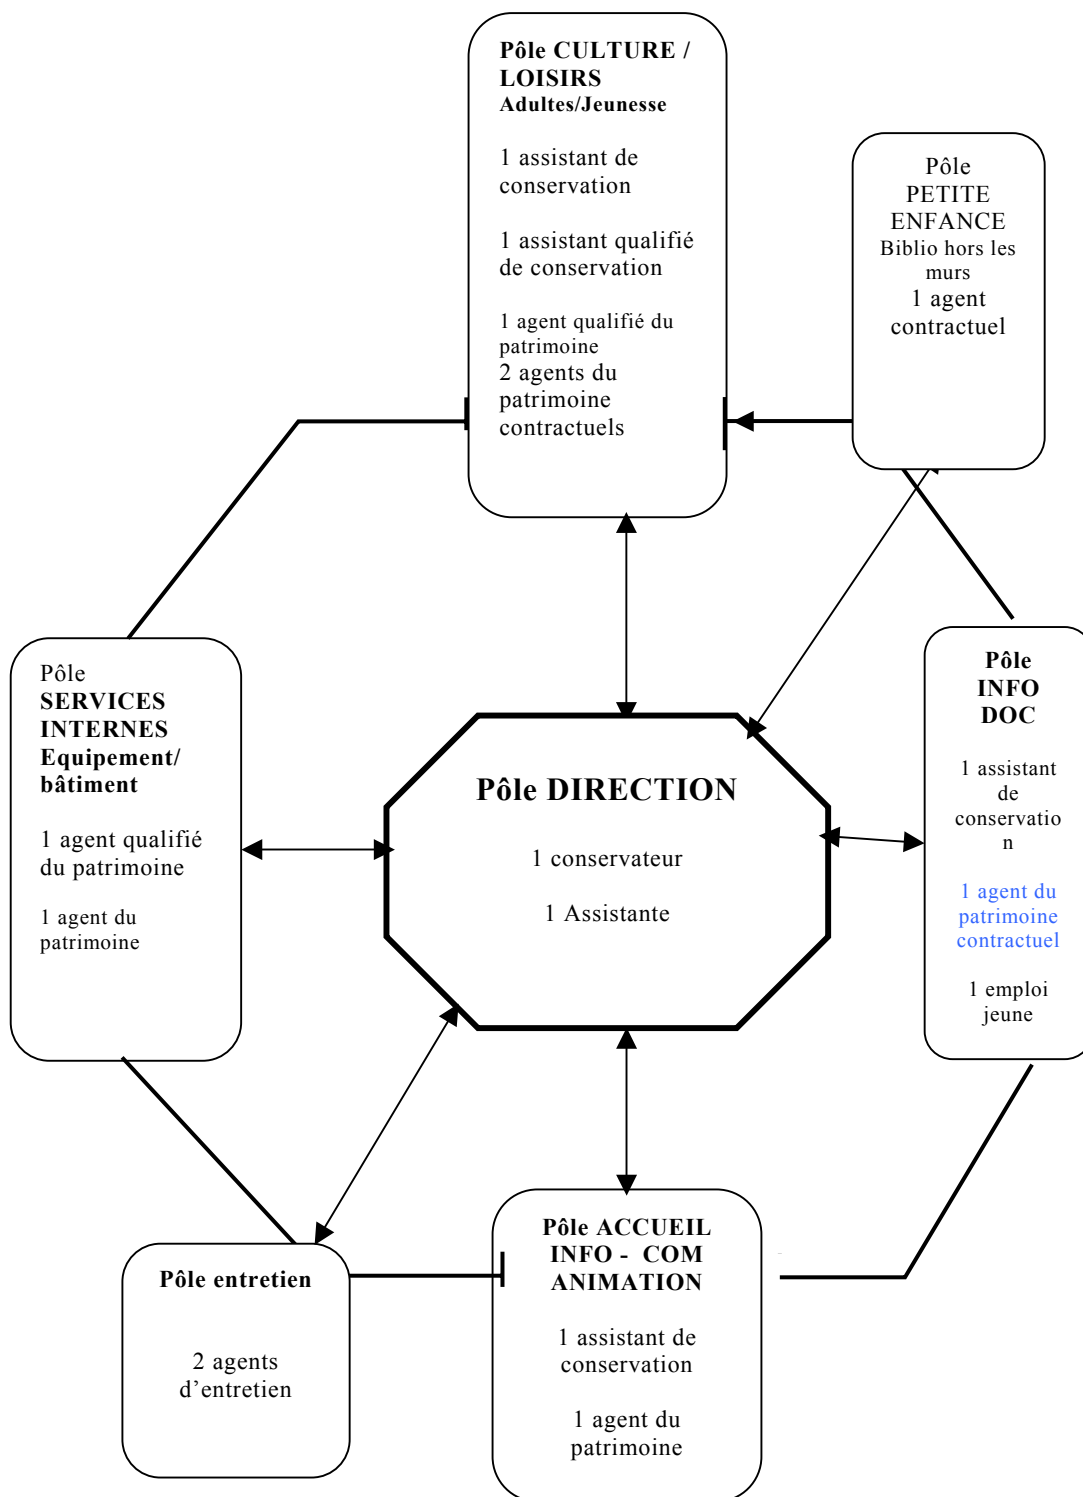 Pôle CULTURE /
LOISIRS
Adultes/Jeunesse
1 assistant de
conservation
1 assistant qualifié
de conservation
1 agent qualifié du
patrimoine
2 agents du
patrimoine
contractuels
Pôle
PETITE
ENFANCE
Biblio hors les
murs
1 agent
contractuel
Pôle
SERVICES
INTERNES
Equipement/
bâtiment
1 agent qualifié
du patrimoine
1 agent du
patrimoine
Pôle DIRECTION
1 conservateur
1 Assistante
Pôle
INFO
DOC
1 assistant
de
conservatio
n
1 agent du
patrimoine
contractuel
1 emploi
jeune
Pôle entretien
2 agents
d’entretien
Pôle ACCUEIL
INFO - COM
ANIMATION
1 assistant de
conservation
1 agent du
patrimoine